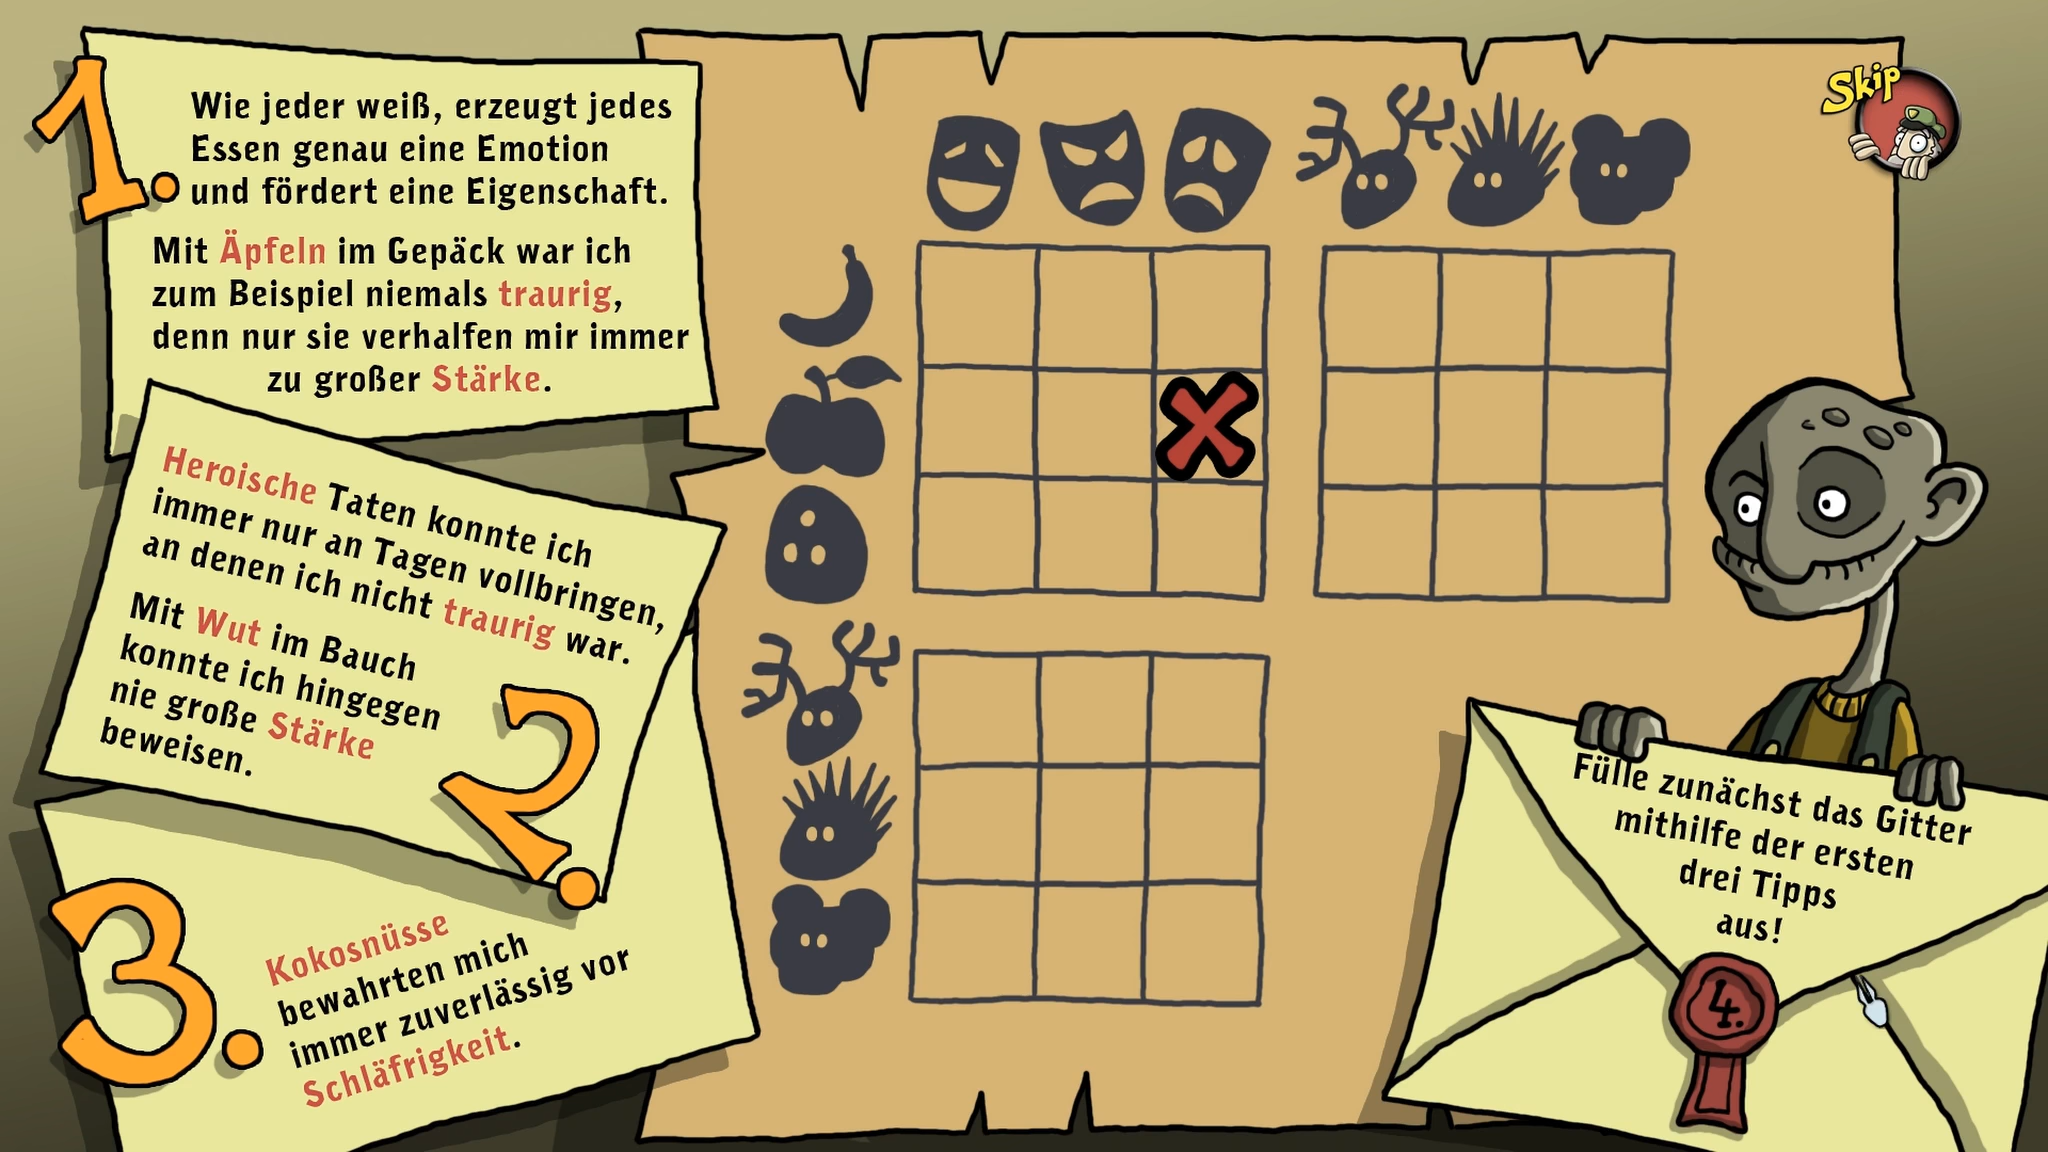 1.
Wie jeder weiß, erzeugt jedes
Essen genau eine Emotion
und fördert eine Eigenschaft.
Mit Äpfeln im Gepäck war ich
zum Beispiel niemals traurig,
denn nur sie verhalfen mir immer
zu großer Stärke.
Heroische Taten konnte ich
immer nur an Tagen vollbringen,
an denen ich nicht traurig war.
Mit Wut im Bauch
konnte ich hingegen
nie große Stärke
beweisen.
2.
3.
Kokosnüsse
bewahrten mich
immer zuverlässig vor
Schläfrigkeit.
Skip
Fülle zunächst das Gitter
mithilfe der ersten
drei Tipps
aus!
4.